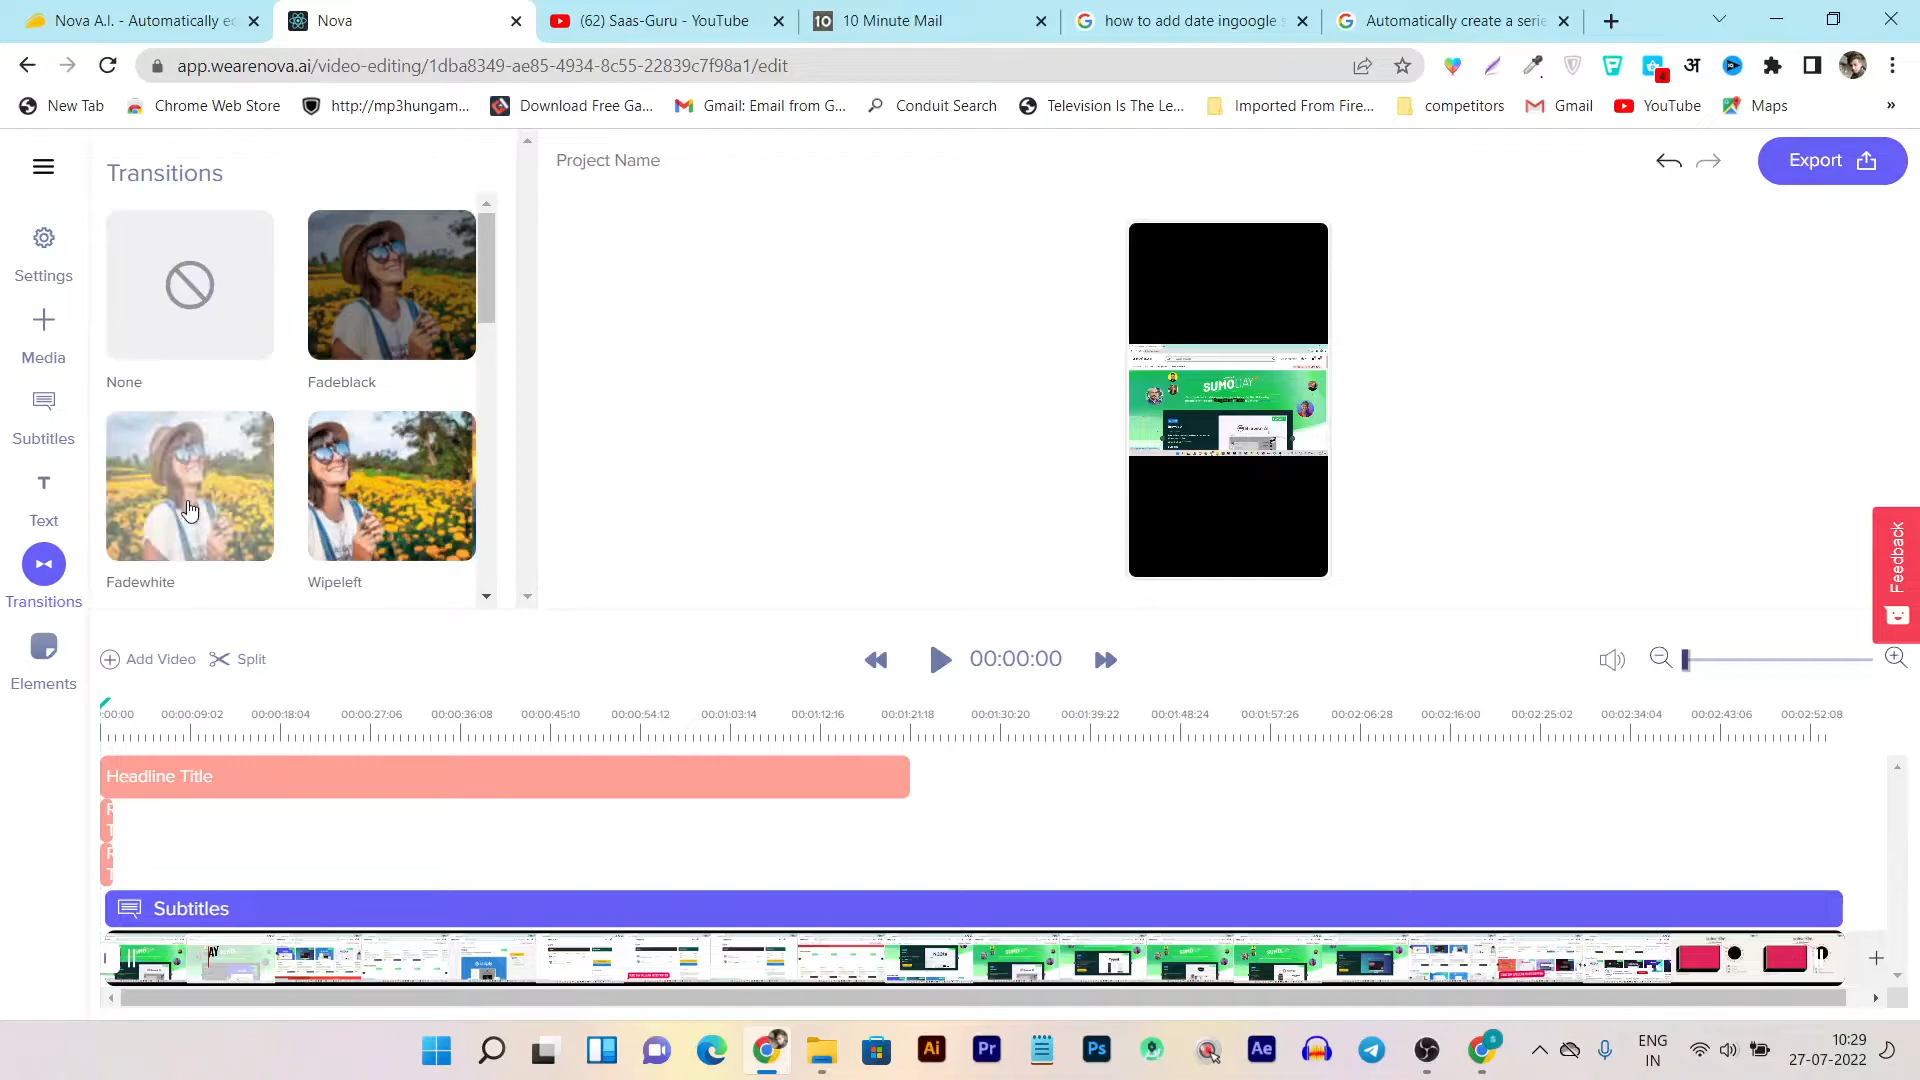 Nova A.I. - Automatically ec
Nova
(62) Saas-Guru - YouTube
10 10 Minute Mail
how to add date ingoogle s
Automatically create a serie
app.wearenova.ai/video-editing/1dba8349-ae85-4934-8c55-22839c7f98a1/edit
New Tab
Chrome Web Store
http://mp3hungam...
Download Free Ga...
Gmail: Email from G...
Conduit Search
Television Is The Le...
Imported From Fire...
competitors
Gmail
YouTube
Maps
»
Transitions
Project Name
Export
Settings
Media
Subtitles
Text
Transitions
Elements
None
Fadeblack
Fadewhite
Wipeleft
SUMODAY
Feedback
Add Video
Split
00:00:00
:00:00 00:00:09:02 00:00:18:04 00:00:27:06 00:00:36:08 00:00:45:10 00:00:54:12 00:01:03:14 00:01:12:16 00:01:21:18 00:01:30:20 00:01:39:22 00:01:48:24 00:01:57:26 00:02:06:28 00:02:16:00 00:02:25:02 00:02:34:04 00:02:43:06 00:02:52:08
Headline Title
Subtitles
Ai
Pr
Ps
Ae
ENG
IN
10:29
27-07-2022